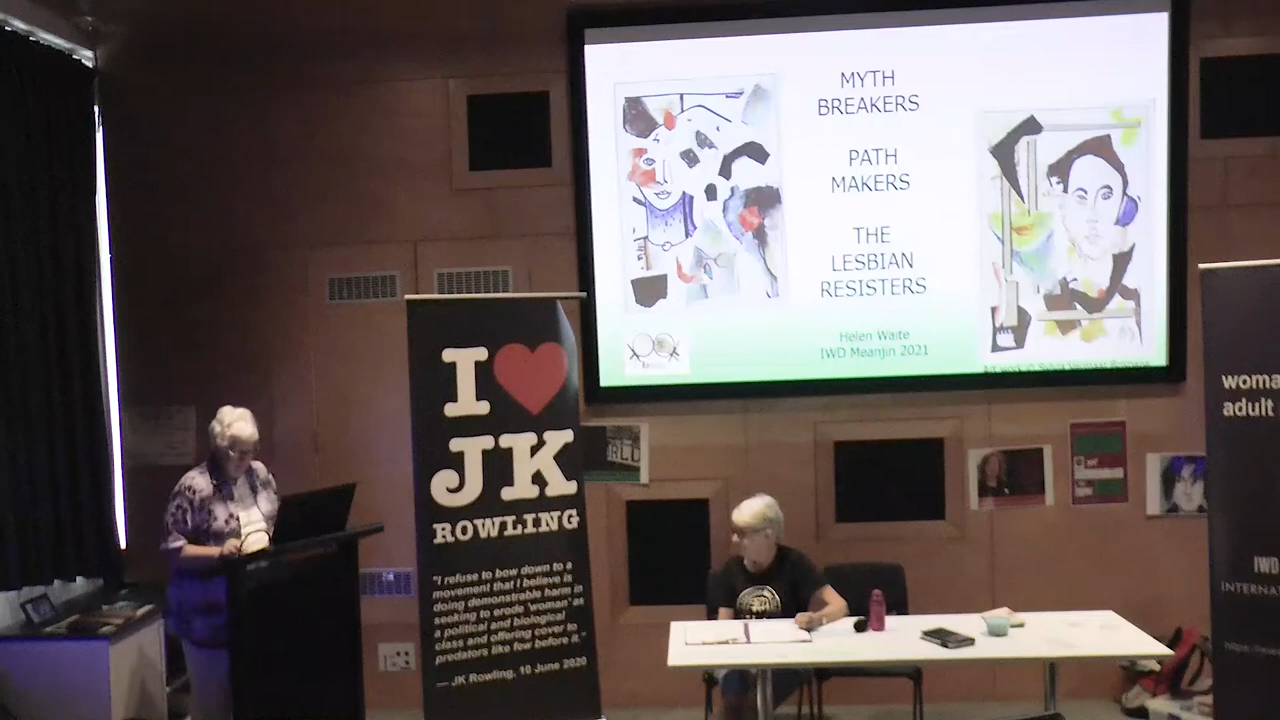 MYTH
BREAKERS
PATH
MAKERS
THE
LESBIAN
RESISTERS
Helen Waite
IWD Meanjin 2021
I
JK
ROWLING
"I refuse to bow down to a
movement that I believe is
doing demonstrable harm in
seeking to erode 'woman' as
a political and biological
class and offering cover to
predators like few before it."
— JK Rowling, 10 June 2020
woma
adult
IWD
INTERNA